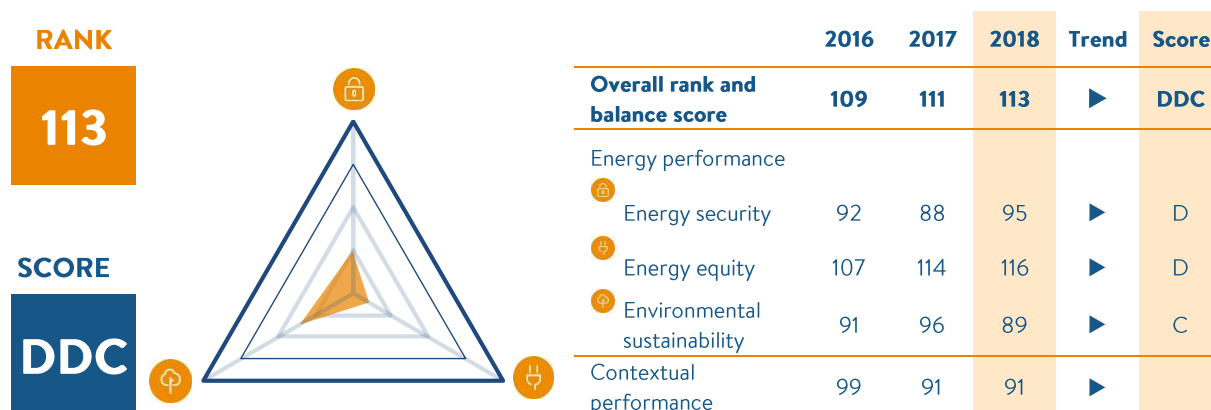 RANK
113
SCORE
DDC
2016 2017 2018 Trend Score
Overall rank and
balance score 109 111 113 DDC
Energy performance
Energy security 92 88 95 D
Energy equity 107 114 116 D
Environmental
sustainability 91 96 89 C
Contextual
performance 99 91 91